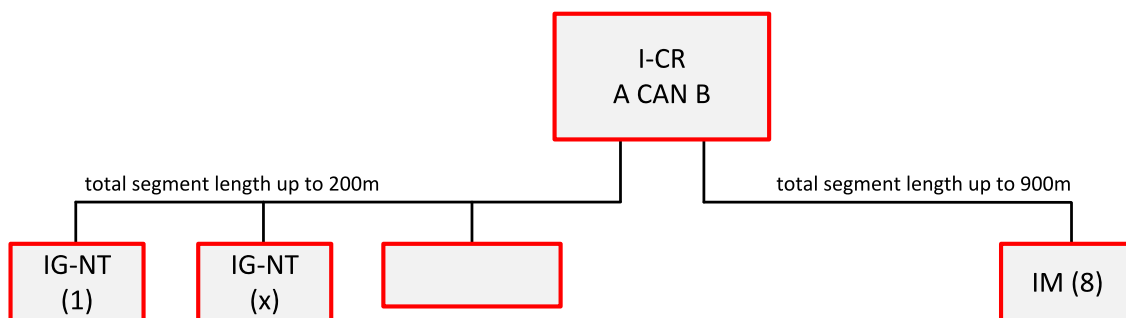 I-CR
A CAN B
total segment length up to 200m
total segment length up to 900m
IG-NT
(1)
IG-NT
(x)
IM (8)